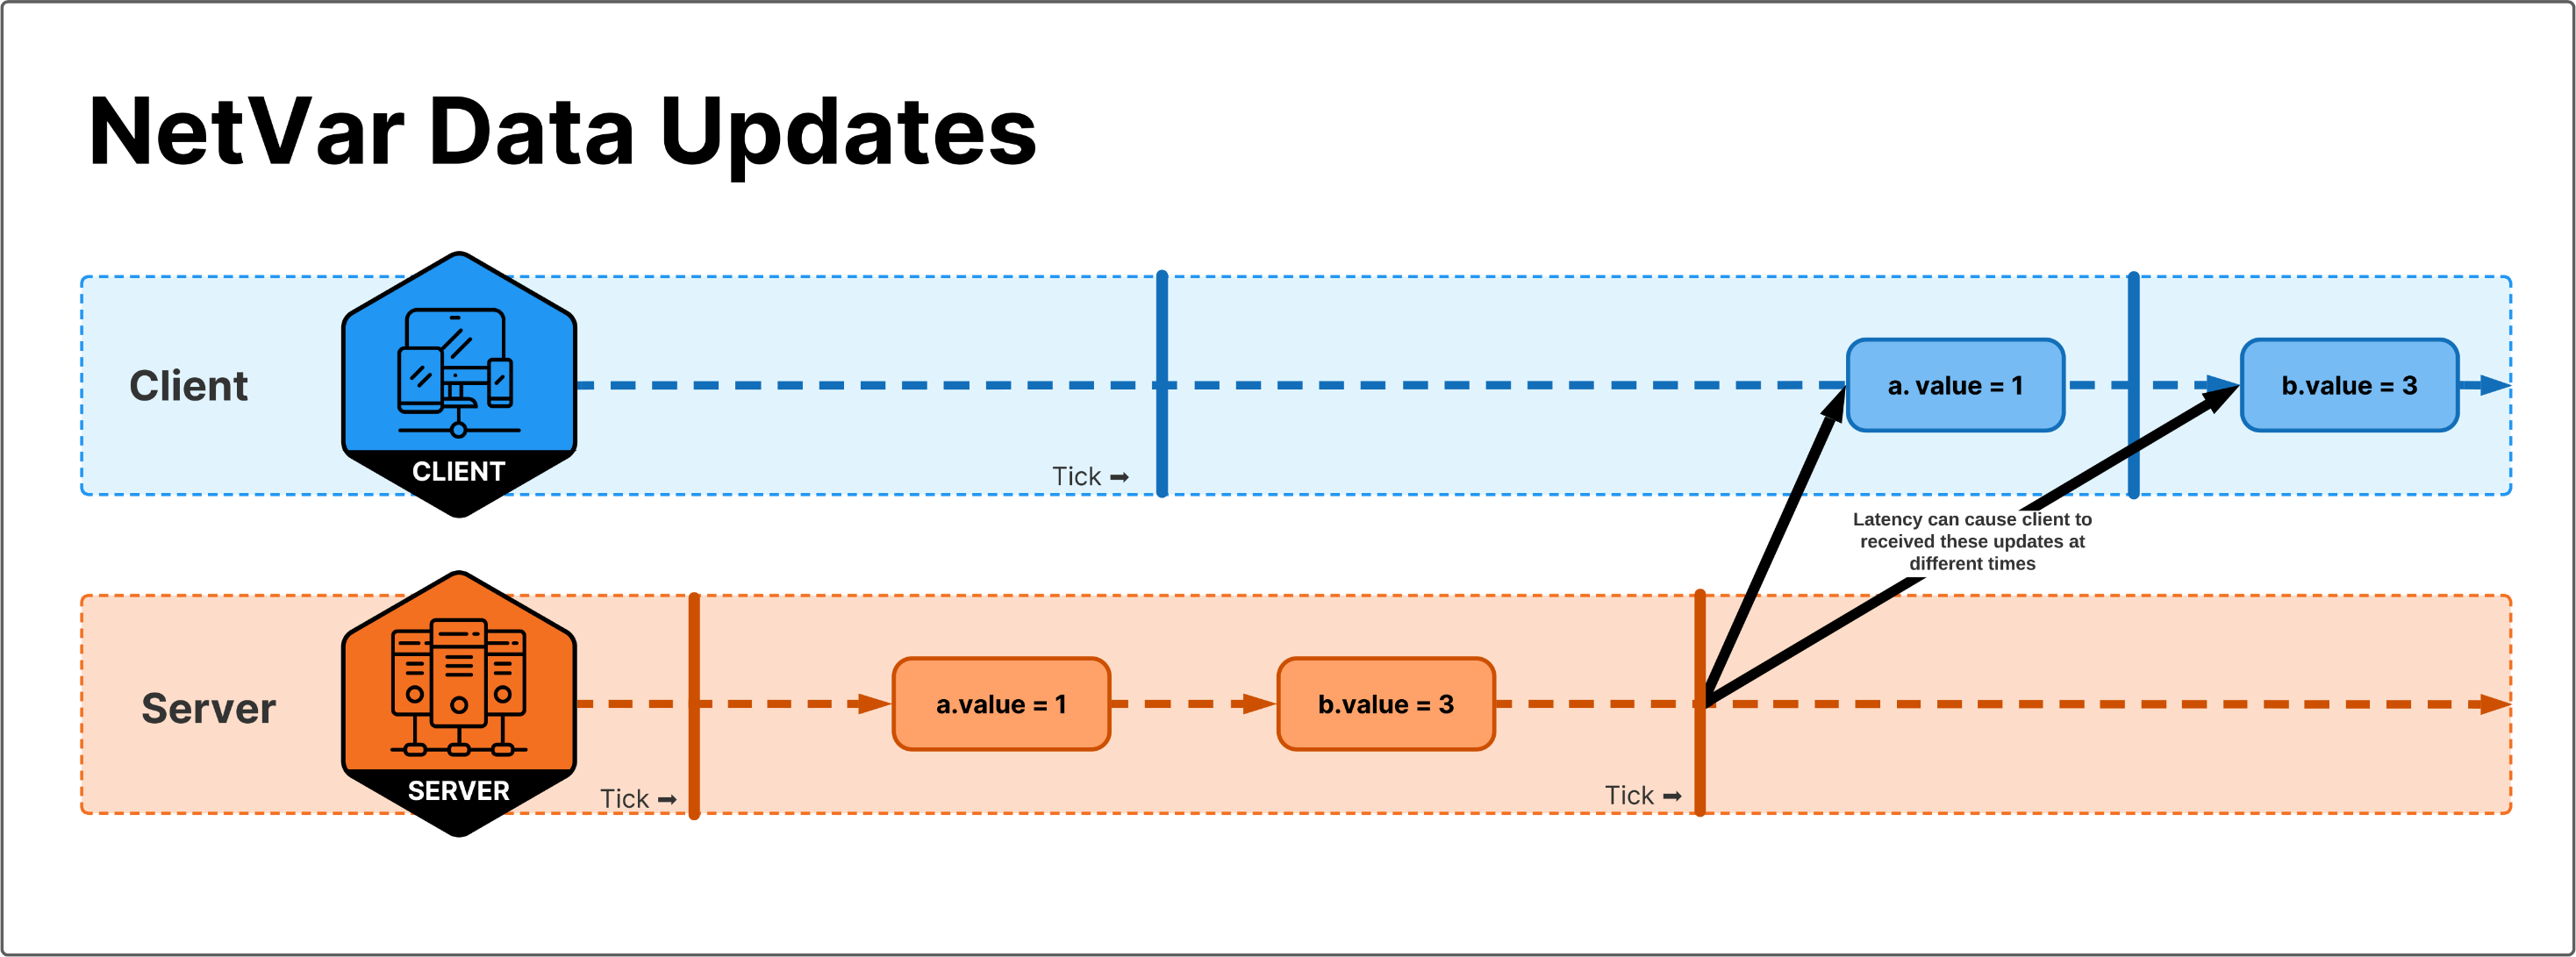 NetVar Data Updates
Client
CLIENT
a. value = 1
b.value = 3
Tick ➡
Latency can cause client to
received these updates at
different times
Server
SERVER
a.value = 1
b.value = 3
Tick ➡
Tick ➡